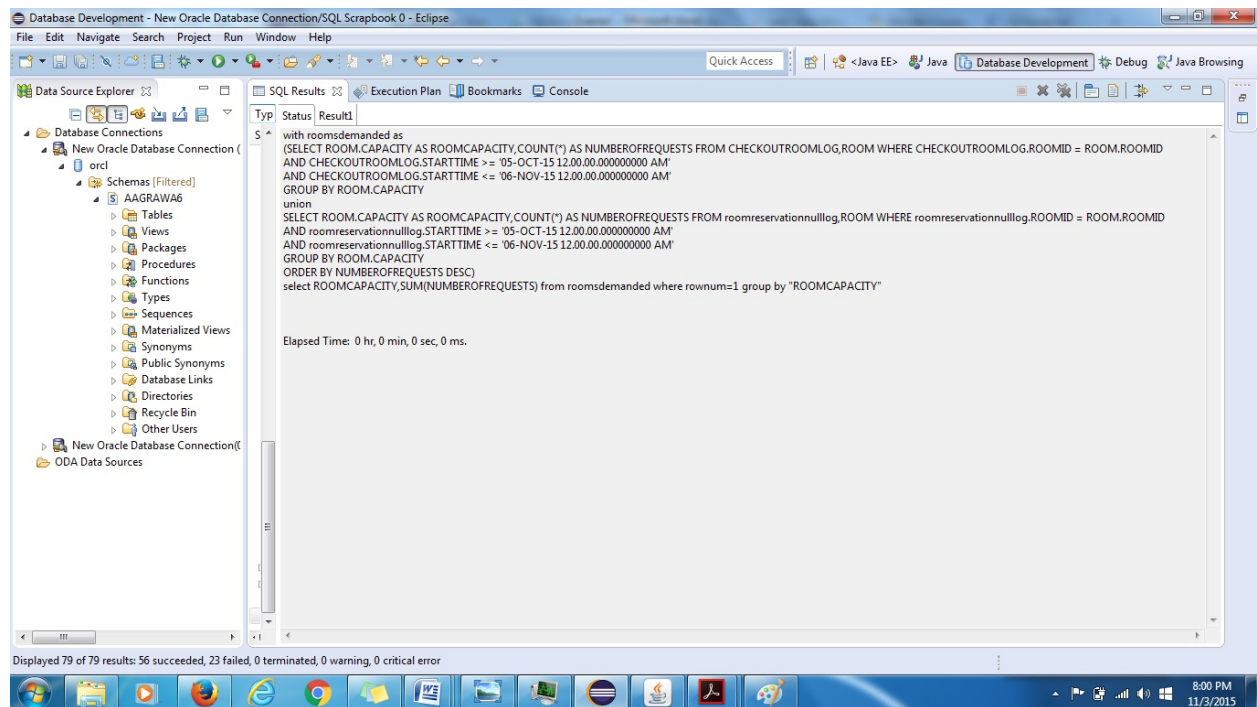 Database Development - New Oracle Database Connection/SQL Scrapbook 0 - Eclipse
File Edit Navigate Search Project Run Window Help
Quick Access
<Java EE>
Java
Database Development
Debug
Java Browsing
Data Source Explorer
SQL Results
Execution Plan
Bookmarks
Console
Database Connections
New Oracle Database Connection (
orcl
Schemas [Filtered]
AAGRAWA6
Tables
Views
Packages
Procedures
Functions
Types
Sequences
Materialized Views
Synonyms
Public Synonyms
Database Links
Directories
Recycle Bin
Other Users
New Oracle Database Connection((
ODA Data Sources
Typ
S
Status
Result1
with roomsdemanded as
(SELECT ROOM.CAPACITY AS ROOMCAPACITY,COUNT(*) AS NUMBEROFREQUESTS FROM CHECKOUTROOMLOG,ROOM WHERE CHECKOUTROOMLOG.ROOMID = ROOM.ROOMID
AND CHECKOUTROOMLOG.STARTTIME >= '05-OCT-15 12.00.00.000000000 AM'
AND CHECKOUTROOMLOG.STARTTIME <= '06-NOV-15 12.00.00.000000000 AM'
GROUP BY ROOM.CAPACITY
union
SELECT ROOM.CAPACITY AS ROOMCAPACITY,COUNT(*) AS NUMBEROFREQUESTS FROM roomreservationnulllog,ROOM WHERE roomreservationnulllog.ROOMID = ROOM.ROOMID
AND roomreservationnulllog.STARTTIME >= '05-OCT-15 12.00.00.000000000 AM'
AND roomreservationnulllog.STARTTIME <= '06-NOV-15 12.00.00.000000000 AM'
GROUP BY ROOM.CAPACITY
ORDER BY NUMBEROFREQUESTS DESC)
select ROOMCAPACITY,SUM(NUMBEROFREQUESTS) from roomsdemanded where rownum=1 group by "ROOMCAPACITY"
Elapsed Time: 0 hr, 0 min, 0 sec, 0 ms.
Displayed 79 of 79 results: 56 succeeded, 23 failed, 0 terminated, 0 warning, 0 critical error
8:00 PM
11/3/2015